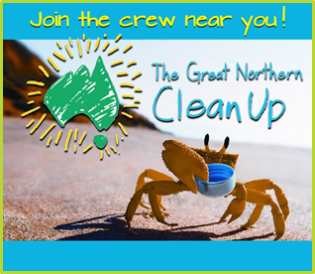 Join the crew near you!
The Great Northern
Clean Up